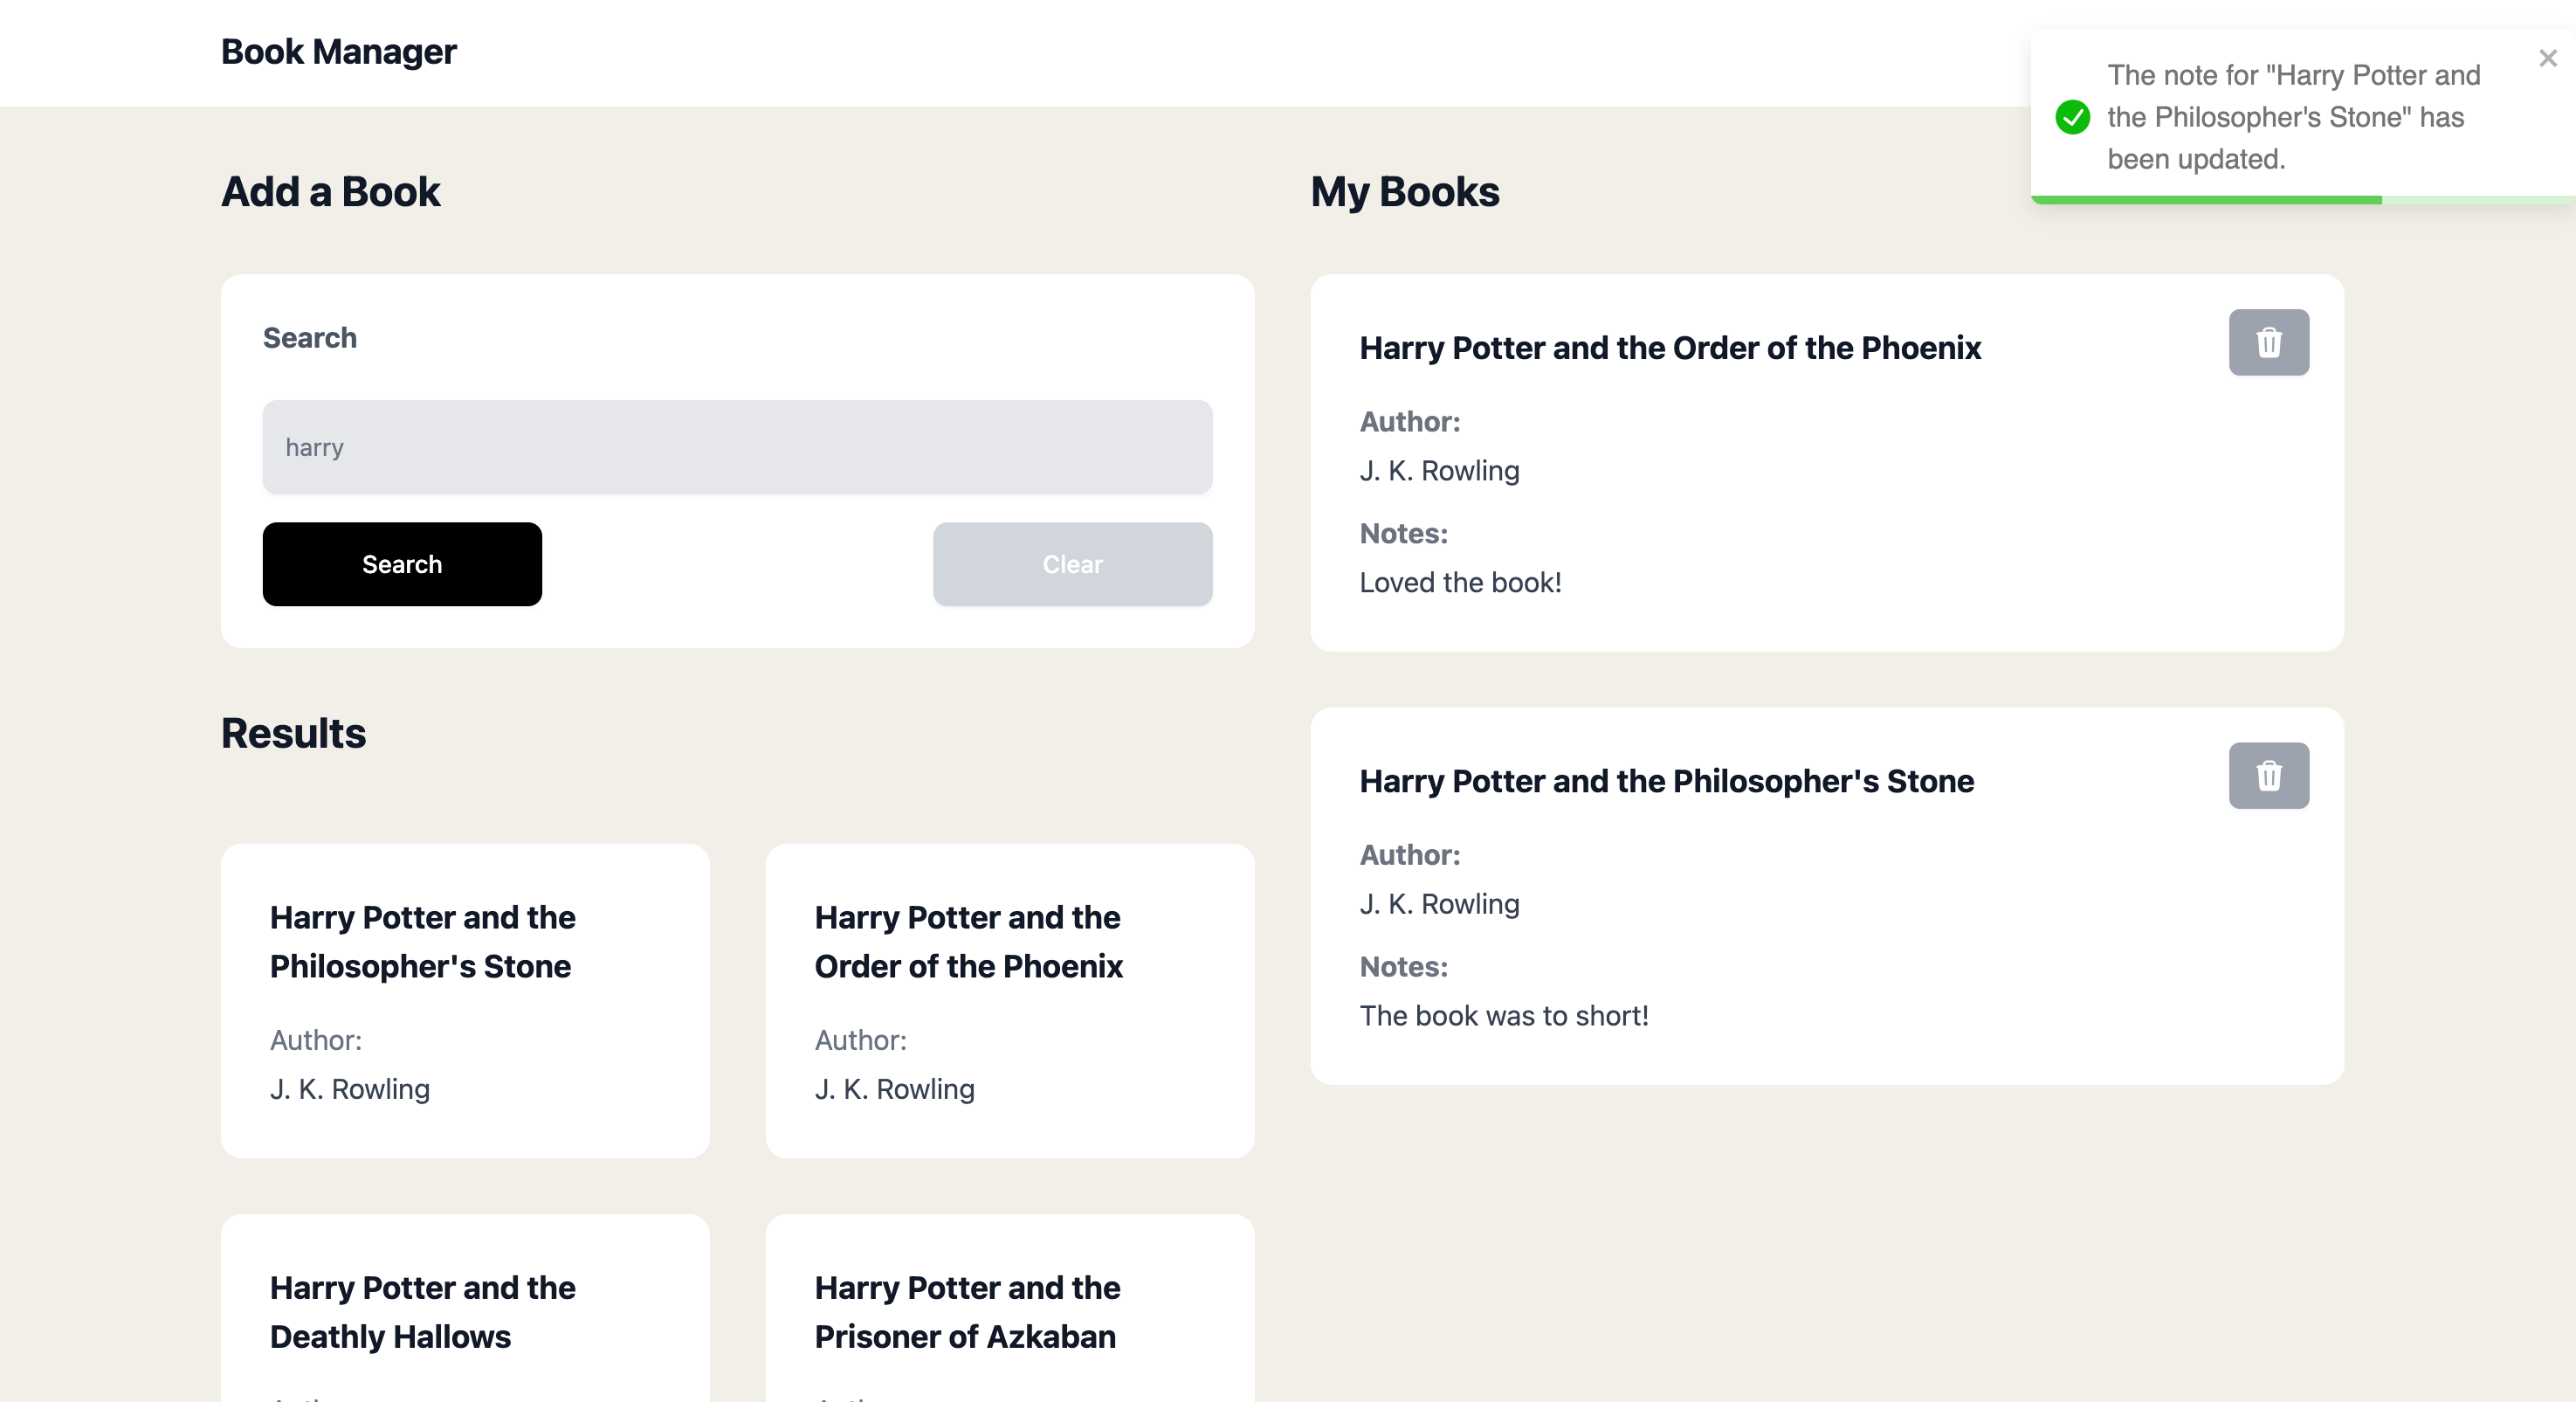 Book Manager
The note for "Harry Potter and
the Philosopher's Stone" has
been updated.
Add a Book
Search
harry
Search
Clear
Results
Harry Potter and the
Philosopher's Stone
Author:
J. K. Rowling
Harry Potter and the
Order of the Phoenix
Author:
J. K. Rowling
Harry Potter and the
Deathly Hallows
Harry Potter and the
Prisoner of Azkaban
My Books
Harry Potter and the Order of the Phoenix
Author:
J. K. Rowling
Notes:
Loved the book!
Harry Potter and the Philosopher's Stone
Author:
J. K. Rowling
Notes:
The book was to short!